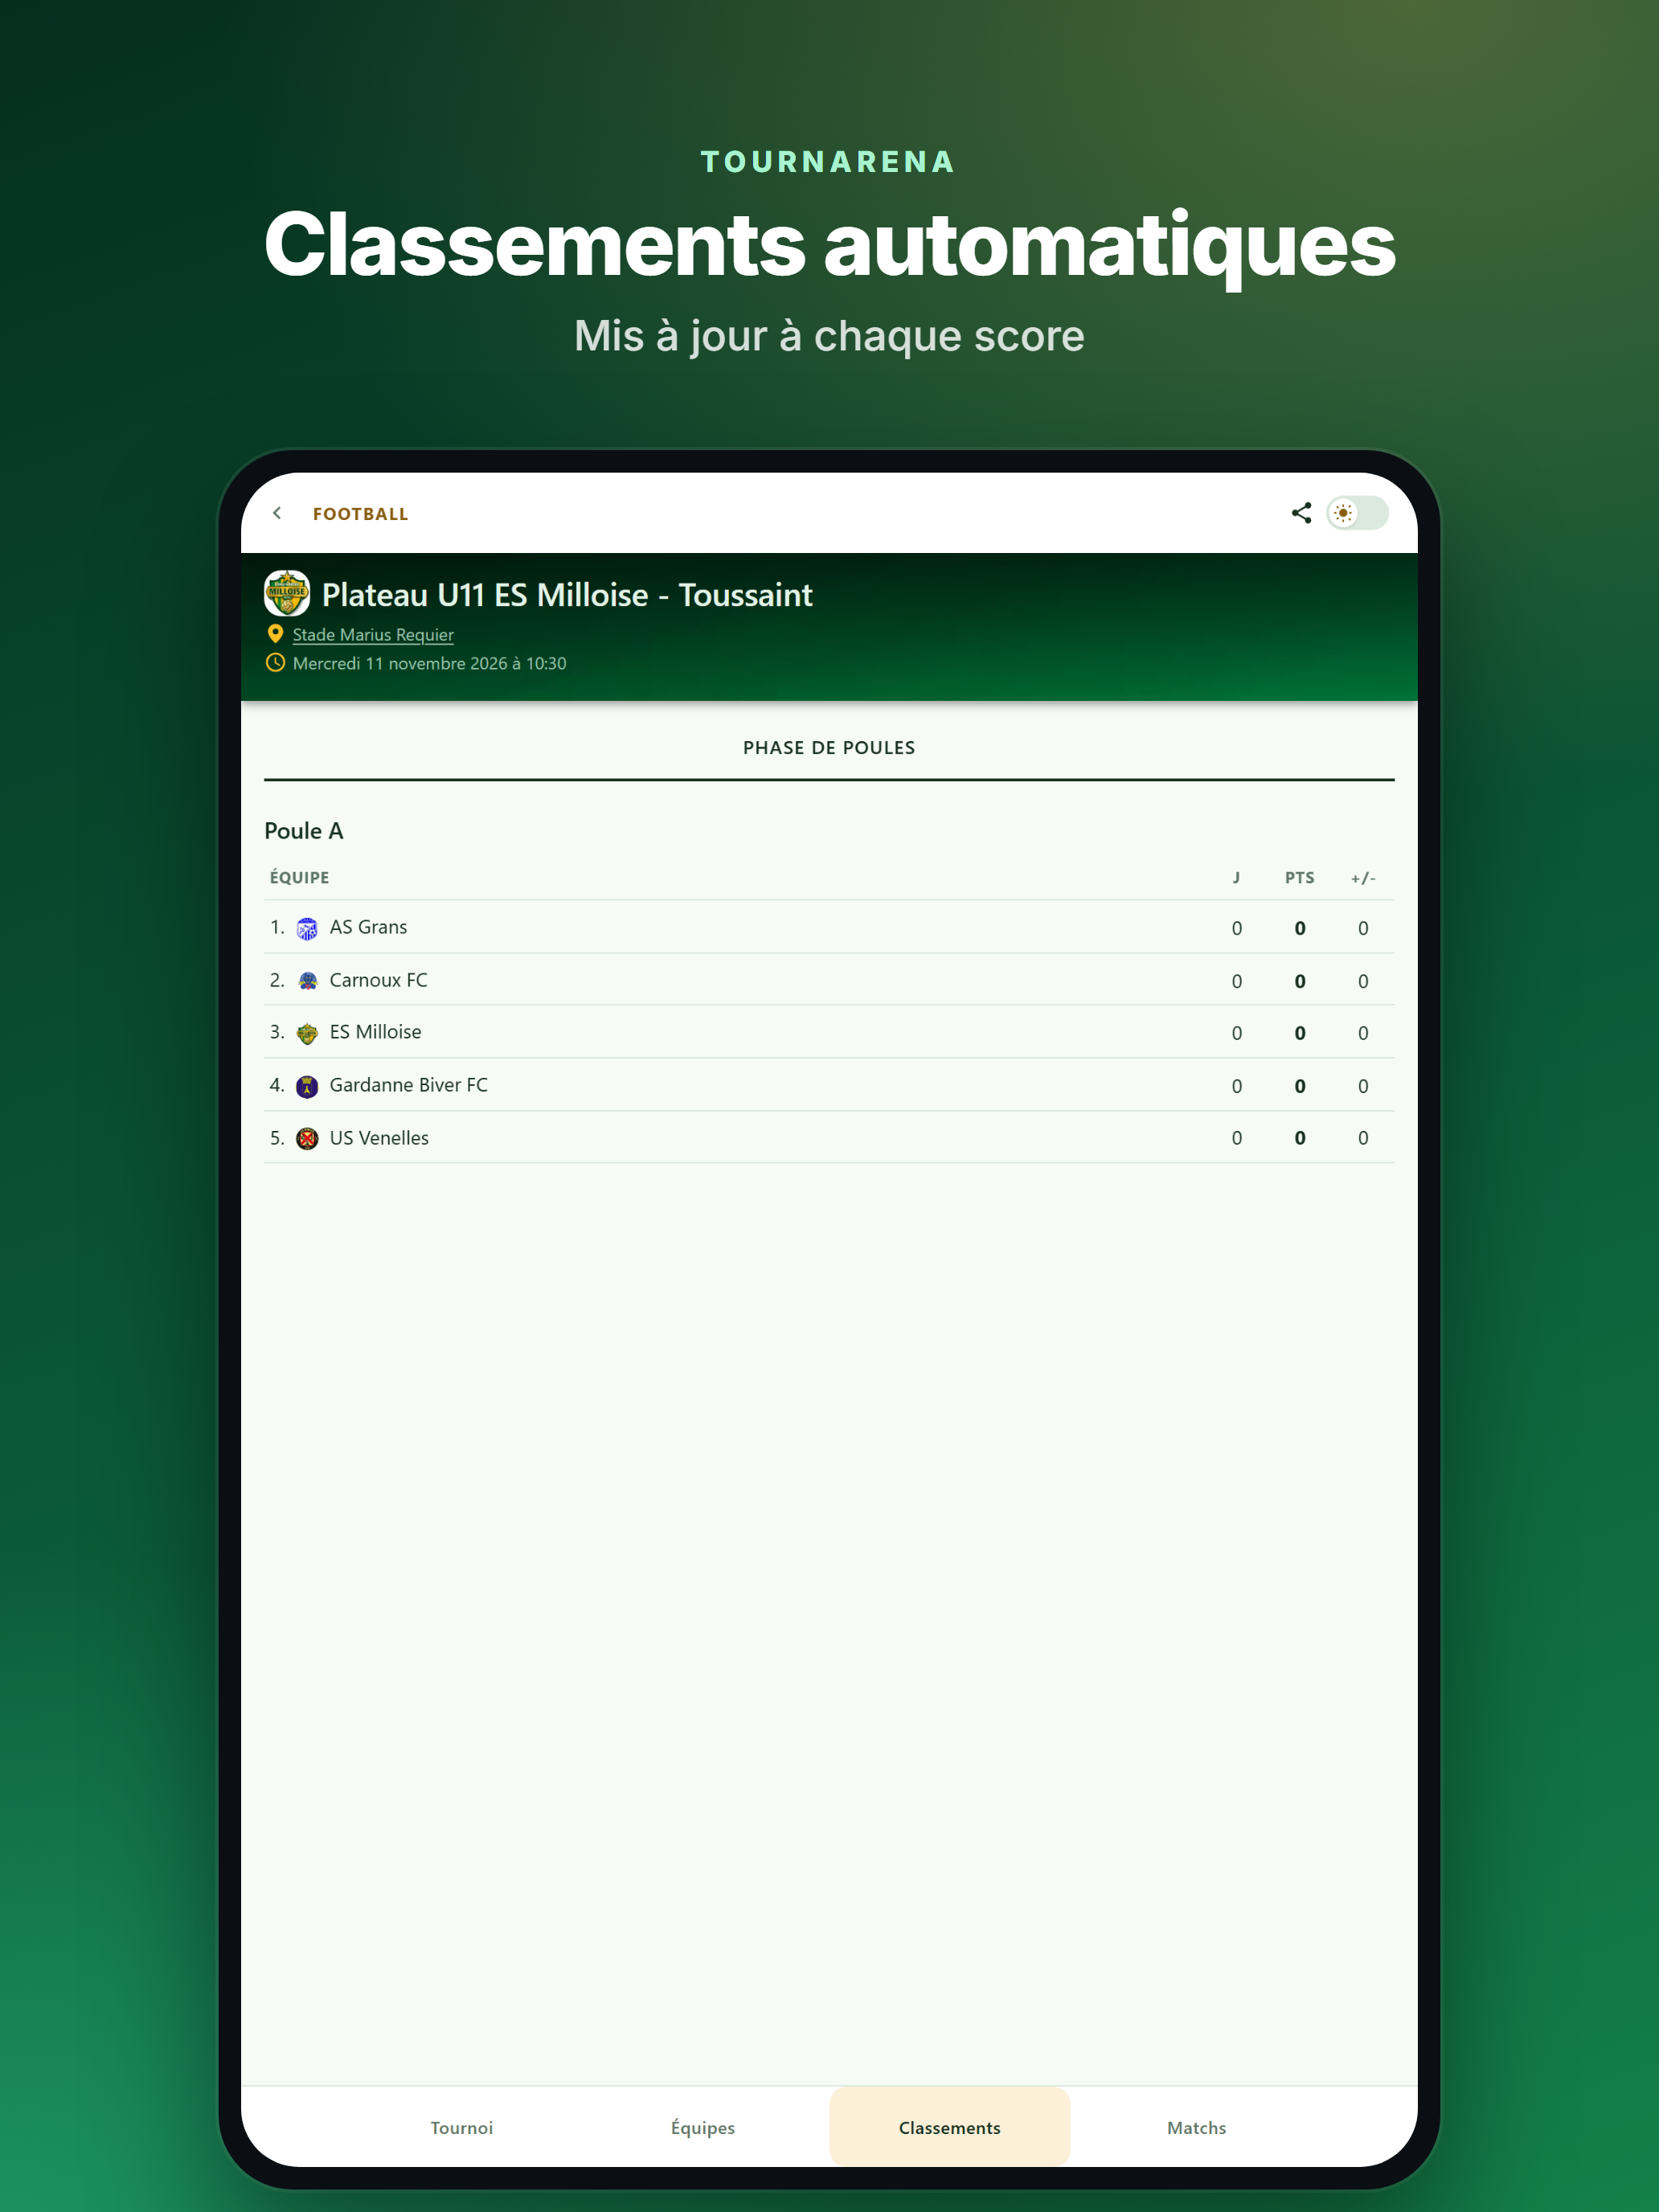 TOURNARENA
Classements automatiques
Mis à jour à chaque score
FOOTBALL
MILLOISE
Plateau U11 ES Milloise - Toussaint
Stade Marius Requier
Mercredi 11 novembre 2026 à 10:30
PHASE DE POULES
Poule A
ÉQUIPE J PTS +/-
1. AS Grans 0 0 0
2. Carnoux FC 0 0 0
3. ES Milloise 0 0 0
4. Gardanne Biver FC 0 0 0
5. US Venelles 0 0 0
Tournoi Équipes Classements Matchs